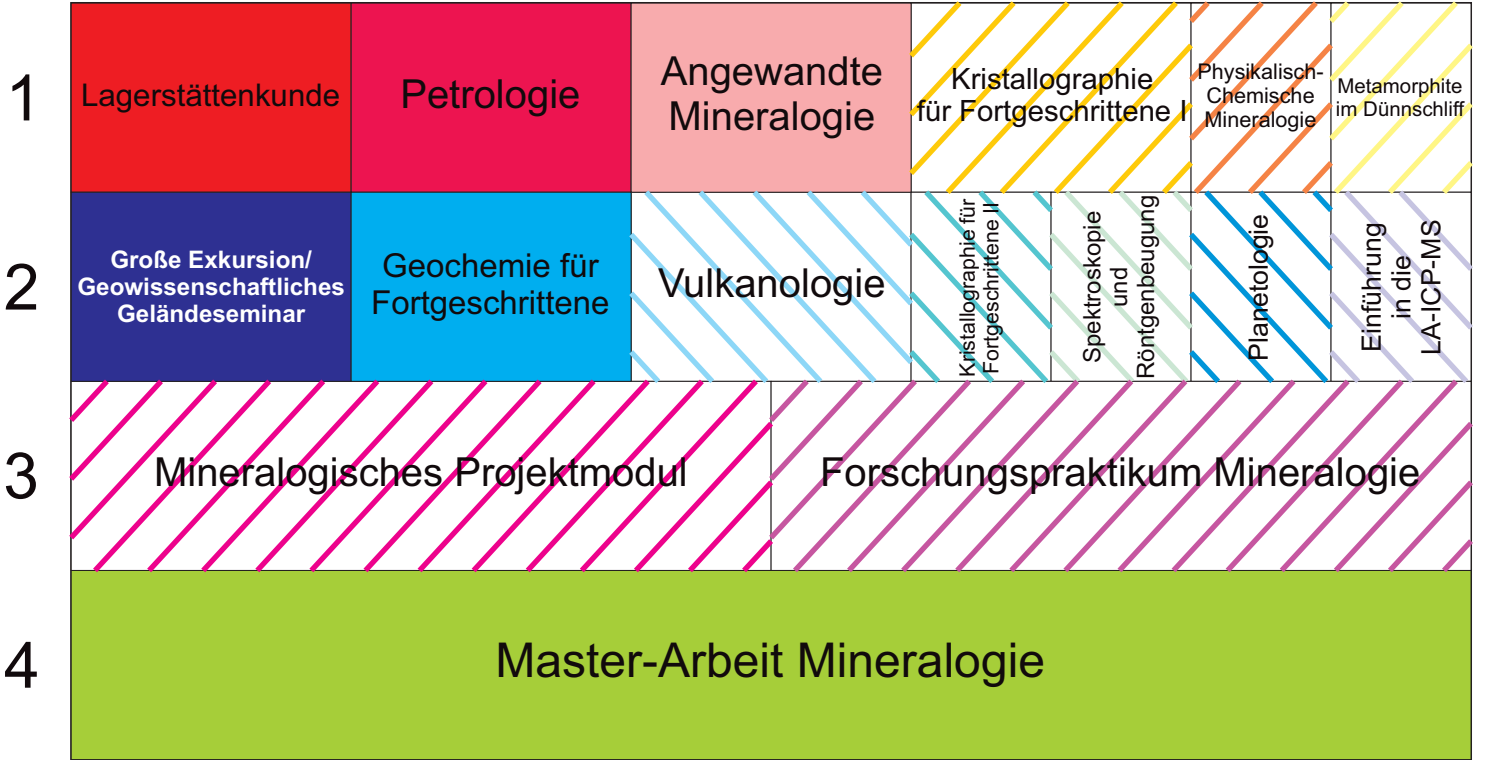 1
Lagerstättenkunde
Petrologie
Angewandte
Mineralogie
Kristallographie
für Fortgeschrittene I
Physikalisch-
Chemische
Mineralogie
Metamorphite
im Dünnschliff
2
Große Exkursion/
Geowissenschaftliches
Geländeseminar
Geochemie für
Fortgeschrittene
Vulkanologie
Kristallographie für
Fortgeschrittene II
Spektroskopie
und
Röntgenbeugung
Planetologie
Einführung
in die
LA-ICP-MS
3
Mineralogisches Projektmodul
Forschungspraktikum Mineralogie
4
Master-Arbeit Mineralogie